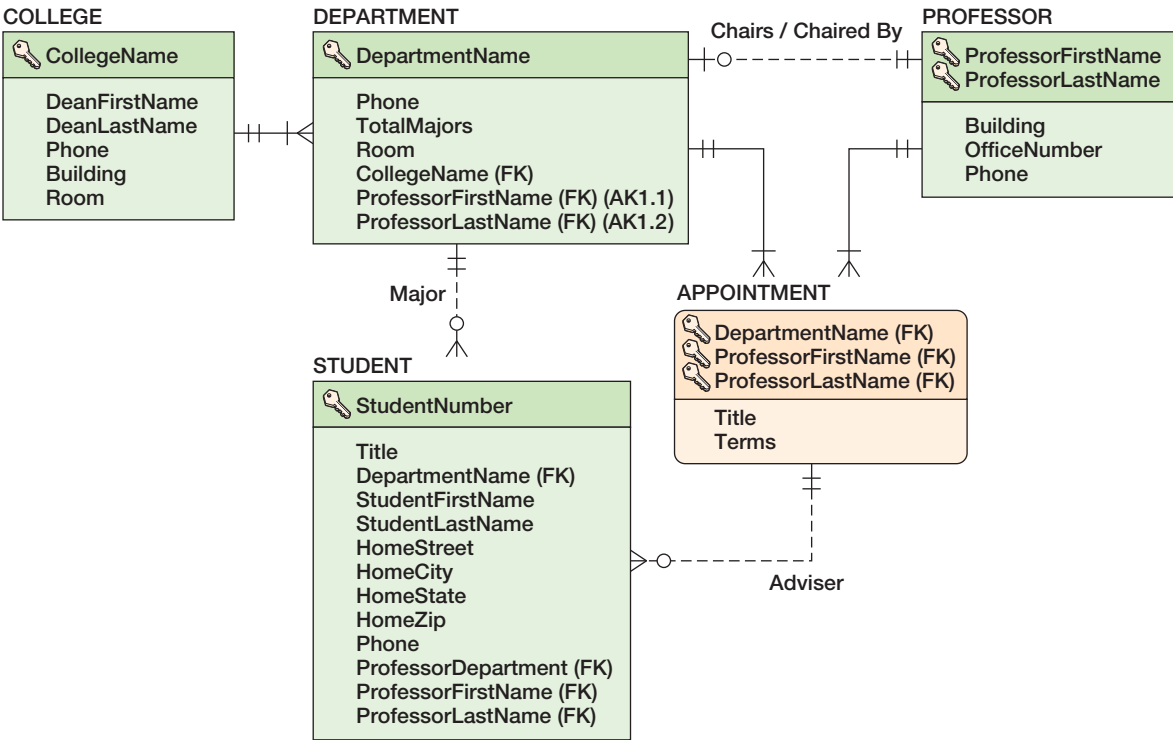 COLLEGE
CollegeName
DeanFirstName
DeanLastName
Phone
Building
Room
DEPARTMENT
DepartmentName
Phone
TotalMajors
Room
CollegeName (FK)
ProfessorFirstName (FK) (AK1.1)
ProfessorLastName (FK) (AK1.2)
Chairs / Chaired By
PROFESSOR
ProfessorFirstName
ProfessorLastName
Building
OfficeNumber
Phone
Major
APPOINTMENT
DepartmentName (FK)
ProfessorFirstName (FK)
ProfessorLastName (FK)
Title
Terms
STUDENT
StudentNumber
Title
DepartmentName (FK)
StudentFirstName
StudentLastName
HomeStreet
HomeCity
HomeState
HomeZip
Phone
ProfessorDepartment (FK)
ProfessorFirstName (FK)
ProfessorLastName (FK)
Adviser